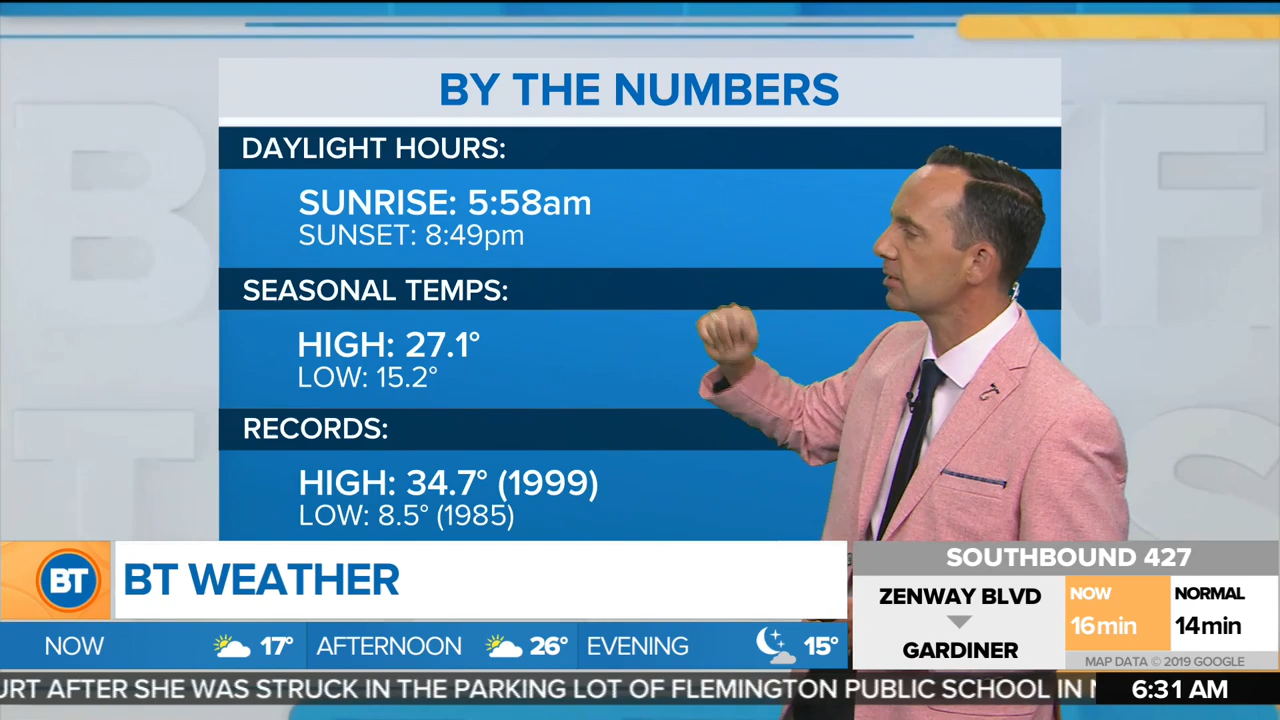 BY THE NUMBERS
DAYLIGHT HOURS:
SUNRISE: 5:58am
SUNSET: 8:49pm
SEASONAL TEMPS:
HIGH: 27.1°
LOW: 15.2°
RECORDS:
HIGH: 34.7° (1999)
LOW: 8.5° (1985)
BT
BT WEATHER
SOUTHBOUND 427
ZENWAY BLVD
GARDINER
NOW
16min
NORMAL
14min
MAP DATA © 2019 GOOGLE
NOW 17° AFTERNOON 26° EVENING 15°
AFTER SHE WAS STRUCK IN THE PARKING LOT OF FLEMINGTON PUBLIC SCHOOL IN
6:31 AM